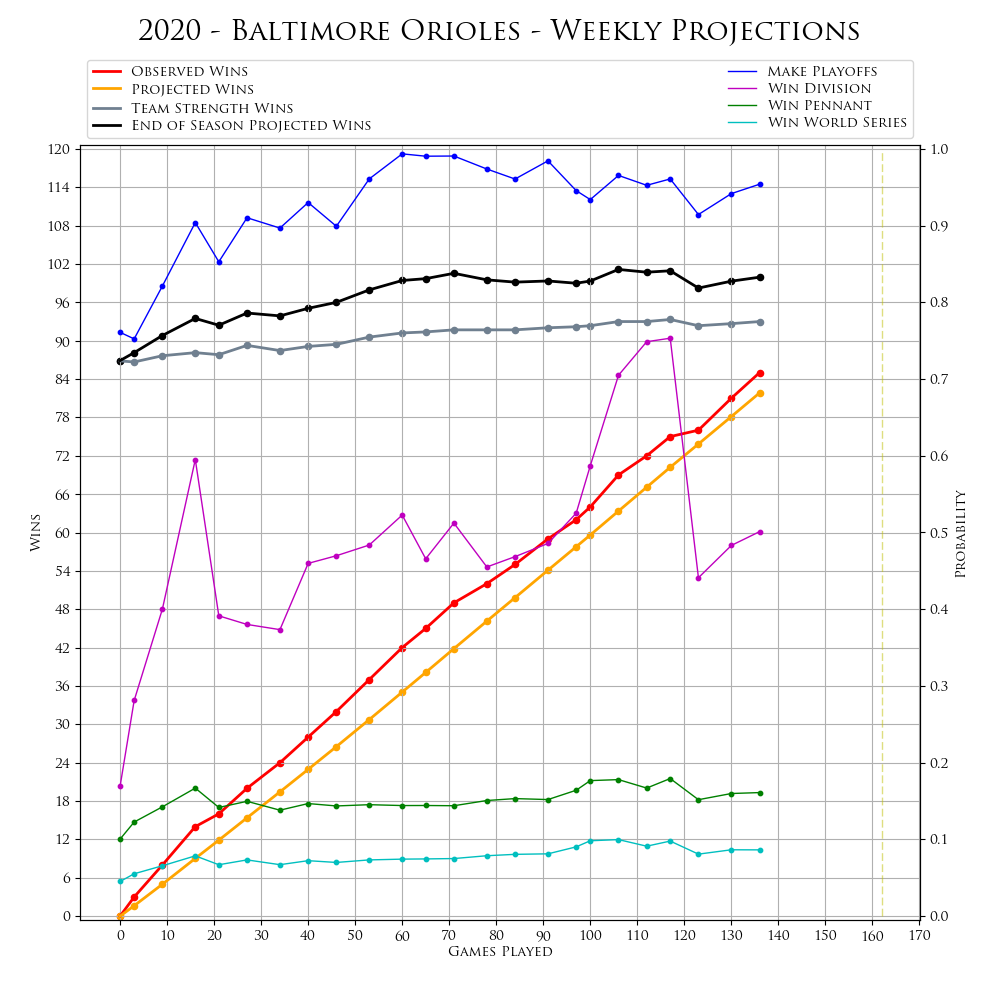 2020 - Baltimore Orioles - Weekly Projections
Observed Wins
Projected Wins
Team Strength Wins
End of Season Projected Wins
Make Playoffs
Win Division
Win Pennant
Win World Series
120
114
108
102
96
90
84
78
72
66
60
54
48
42
36
30
24
18
12
6
0
Wins
1.0
0.9
0.8
0.7
0.6
0.5
0.4
0.3
0.2
0.1
0.0
Probability
0 10 20 30 40 50 60 70 80 90 100 110 120 130 140 150 160 170
Games Played